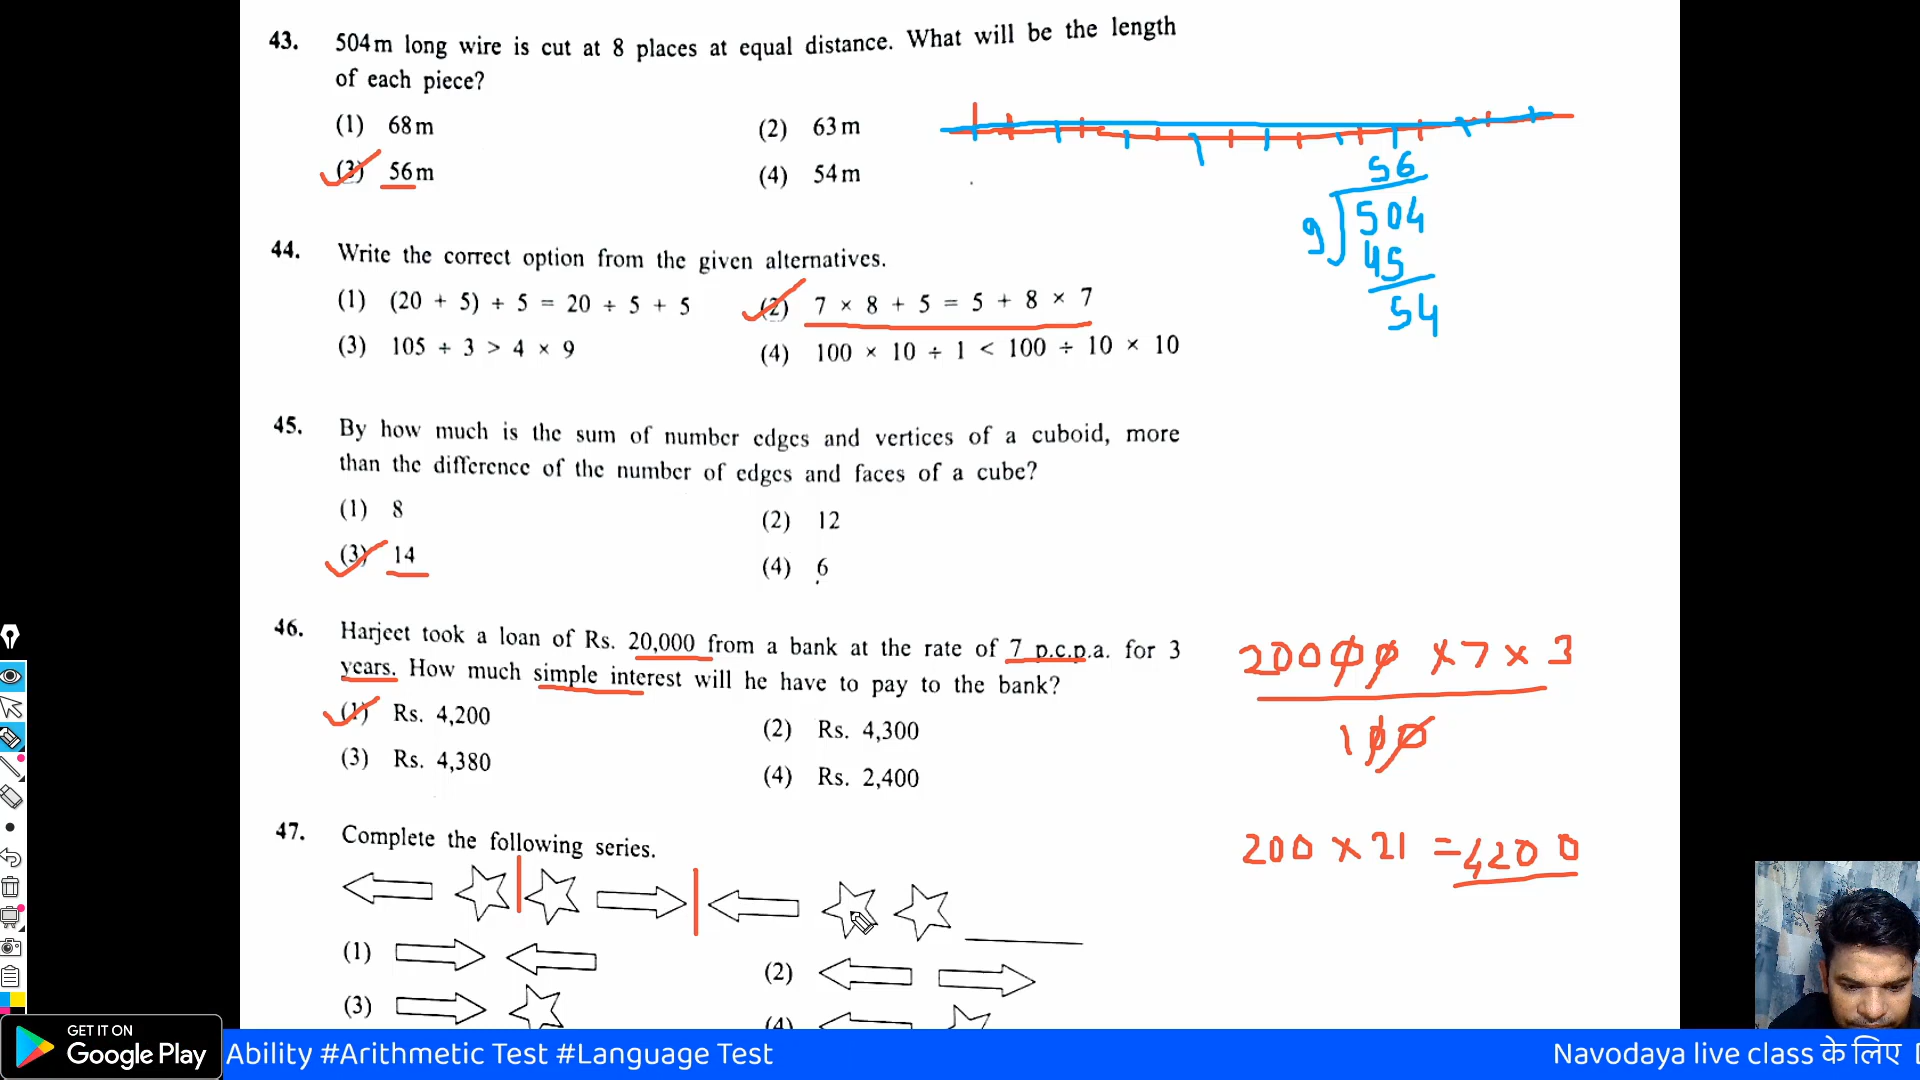 43. 504 m long wire is cut at 8 places at equal distance. What will be the length
of each piece?
(1) 68 m
(2) 63 m
(3) 56 m
(4) 54 m
56
9 504
45
54
44. Write the correct option from the given alternatives.
(1) (20 + 5) ÷ 5 = 20 ÷ 5 + 5
(2) 7 × 8 + 5 = 5 + 8 × 7
(3) 105 ÷ 3 > 4 × 9
(4) 100 × 10 ÷ 1 < 100 ÷ 10 × 10
45. By how much is the sum of number edges and vertices of a cuboid, more
than the difference of the number of edges and faces of a cube?
(1) 8
(2) 12
(3) 14
(4) 6
46. Harjeet took a loan of Rs. 20,000 from a bank at the rate of 7 p.c.p.a. for 3
years. How much simple interest will he have to pay to the bank?
(1) Rs. 4,200
(2) Rs. 4,300
(3) Rs. 4,380
(4) Rs. 2,400
20000 × 7 × 3
100
200 × 21 = 4200
47. Complete the following series.
(1)
(2)
(3)
(4)
GET IT ON
Google Play
Ability #Arithmetic Test #Language Test
Navodaya live class के लिए